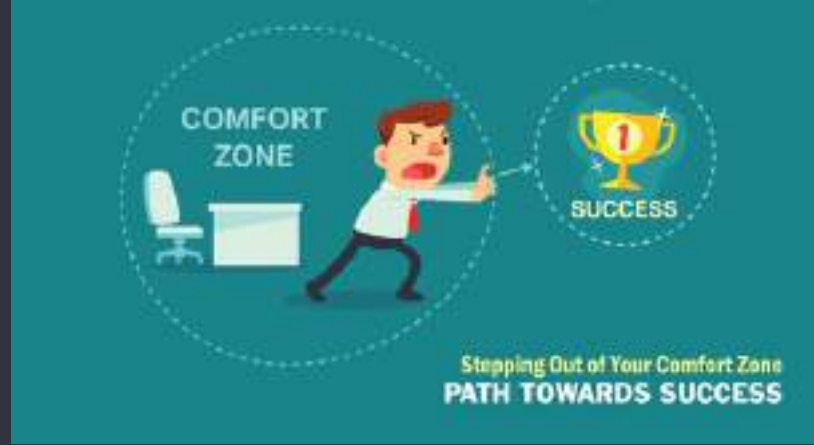 COMFORT
ZONE
1
SUCCESS
Stepping Out of Your Comfort Zone
PATH TOWARDS SUCCESS